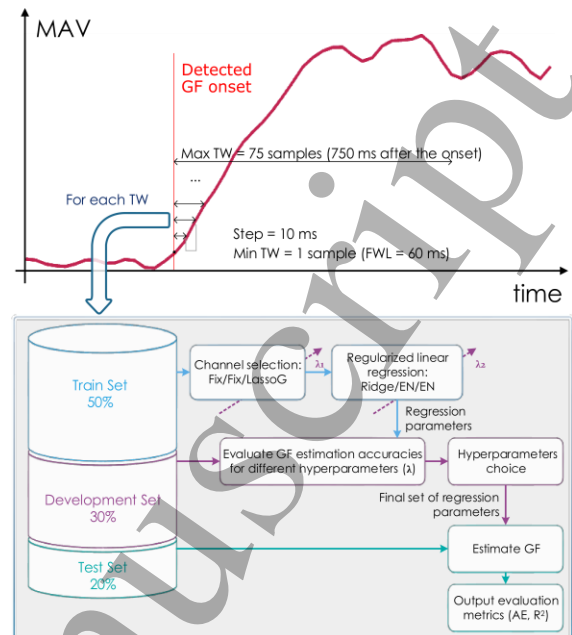 MAV
Detected
GF onset
Max TW = 75 samples (750 ms after the onset)
...
For each TW
Step = 10 ms
Min TW = 1 sample (FWL = 60 ms)
time
Train Set
50%
Channel selection:
Fix/Fix/LassoG
λ1
Regularized linear
regression:
Ridge/EN/EN
λ2
Regression
parameters
Development Set
30%
Evaluate GF estimation accuracies
for different hyperparameters (λ)
Hyperparameters
choice
Final set of regression
parameters
Test Set
20%
Estimate GF
Output evaluation
metrics (AE, R²)
uscript